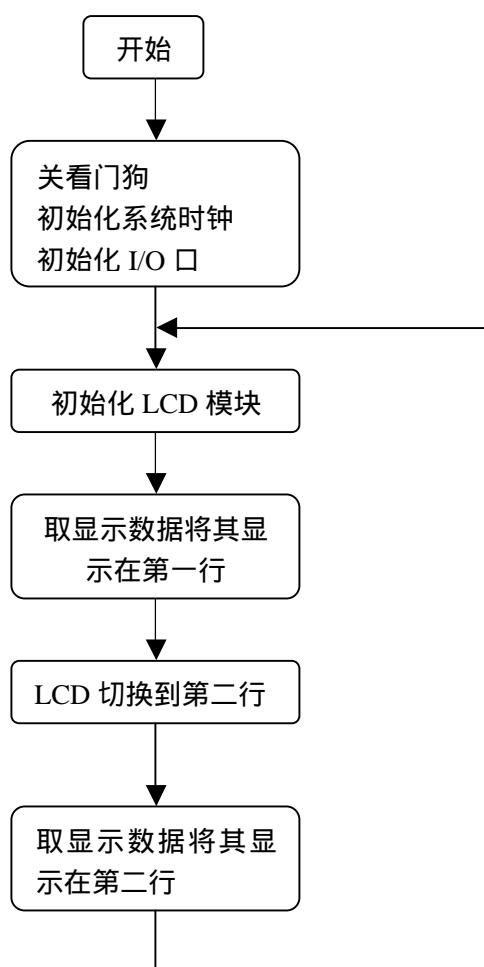 开始
关看门狗
初始化系统时钟
初始化 I/O 口
初始化 LCD 模块
取显示数据将其显
示在第一行
LCD 切换到第二行
取显示数据将其显
示在第二行